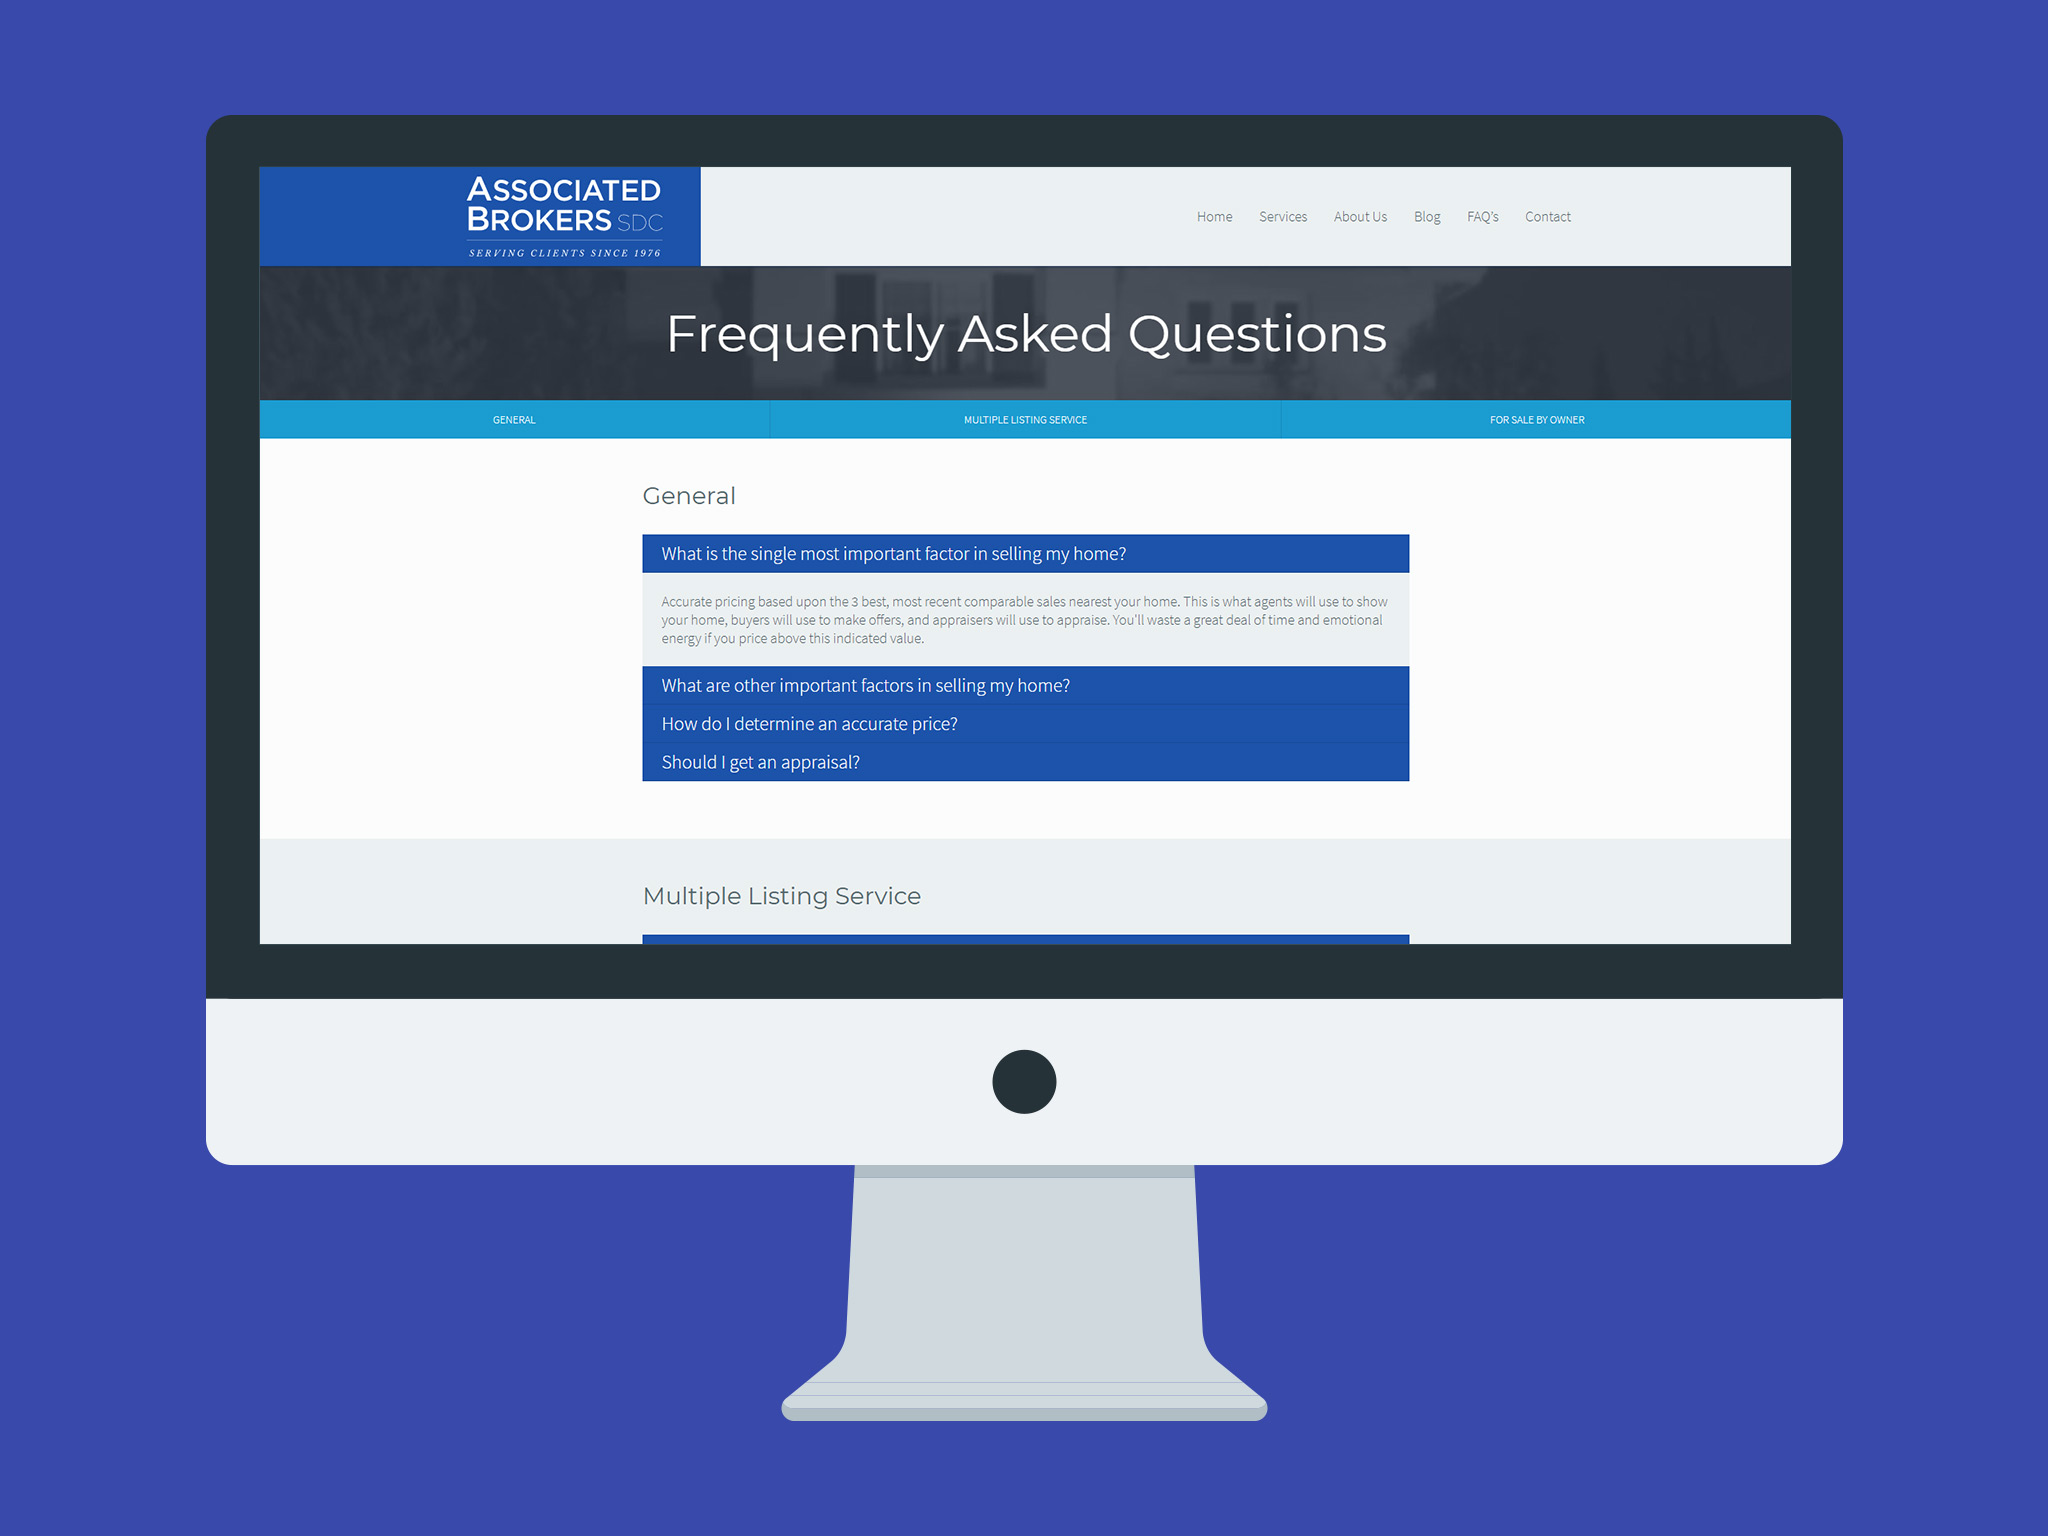 ASSOCIATED
BROKERS SDC
SERVING CLIENTS SINCE 1976
Home Services About Us Blog FAQ's Contact
Frequently Asked Questions
GENERAL MULTIPLE LISTING SERVICE FOR SALE BY OWNER
General
What is the single most important factor in selling my home?
Accurate pricing based upon the 3 best, most recent comparable sales nearest your home. This is what agents will use to show
your home, buyers will use to make offers, and appraisers will use to appraise. You'll waste a great deal of time and emotional
energy if you price above this indicated value.
What are other important factors in selling my home?
How do I determine an accurate price?
Should I get an appraisal?
Multiple Listing Service